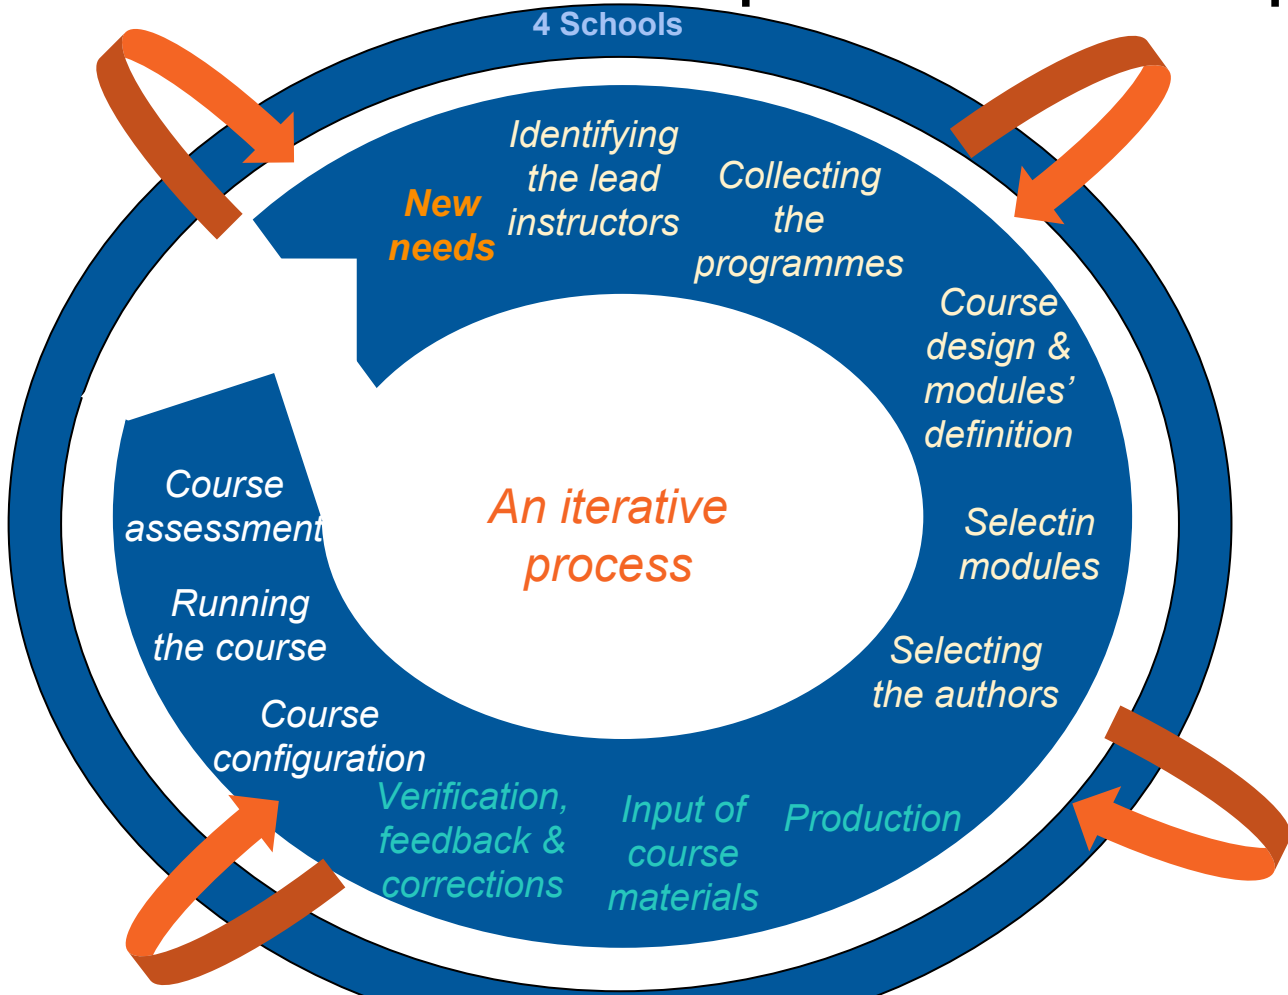 4 Schools
New
needs
Identifying
the lead
instructors
Collecting
the
programmes
Course
design &
modules’
definition
Selectin
modules
Selecting
the authors
Production
Input of
course
materials
Verification,
feedback &
corrections
Course
configuration
Running
the course
Course
assessment
An iterative
process